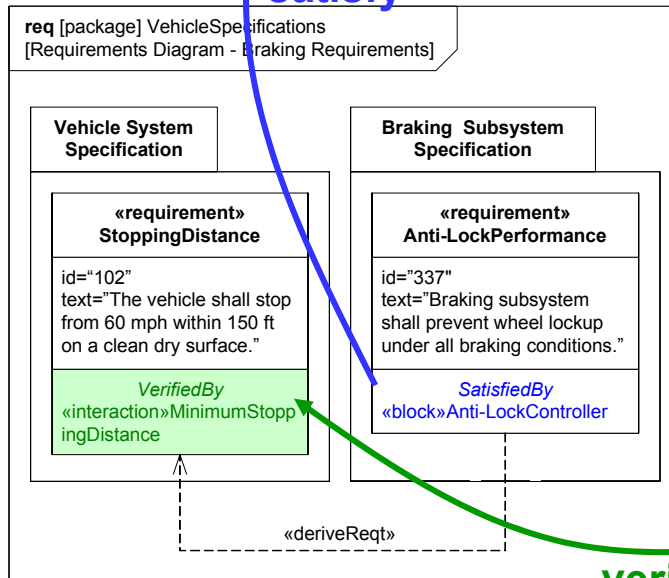 req [package] VehicleSpecifications
[Requirements Diagram - Braking Requirements]
Vehicle System
Specification
«requirement»
StoppingDistance
id=“102”
text=”The vehicle shall stop
from 60 mph within 150 ft
on a clean dry surface.”
VerifiedBy
«interaction»MinimumStopp
ingDistance
Braking Subsystem
Specification
«requirement»
Anti-LockPerformance
id=”337"
text=”Braking subsystem
shall prevent wheel lockup
under all braking conditions.”
SatisfiedBy
«block»Anti-LockController
«deriveReqt»